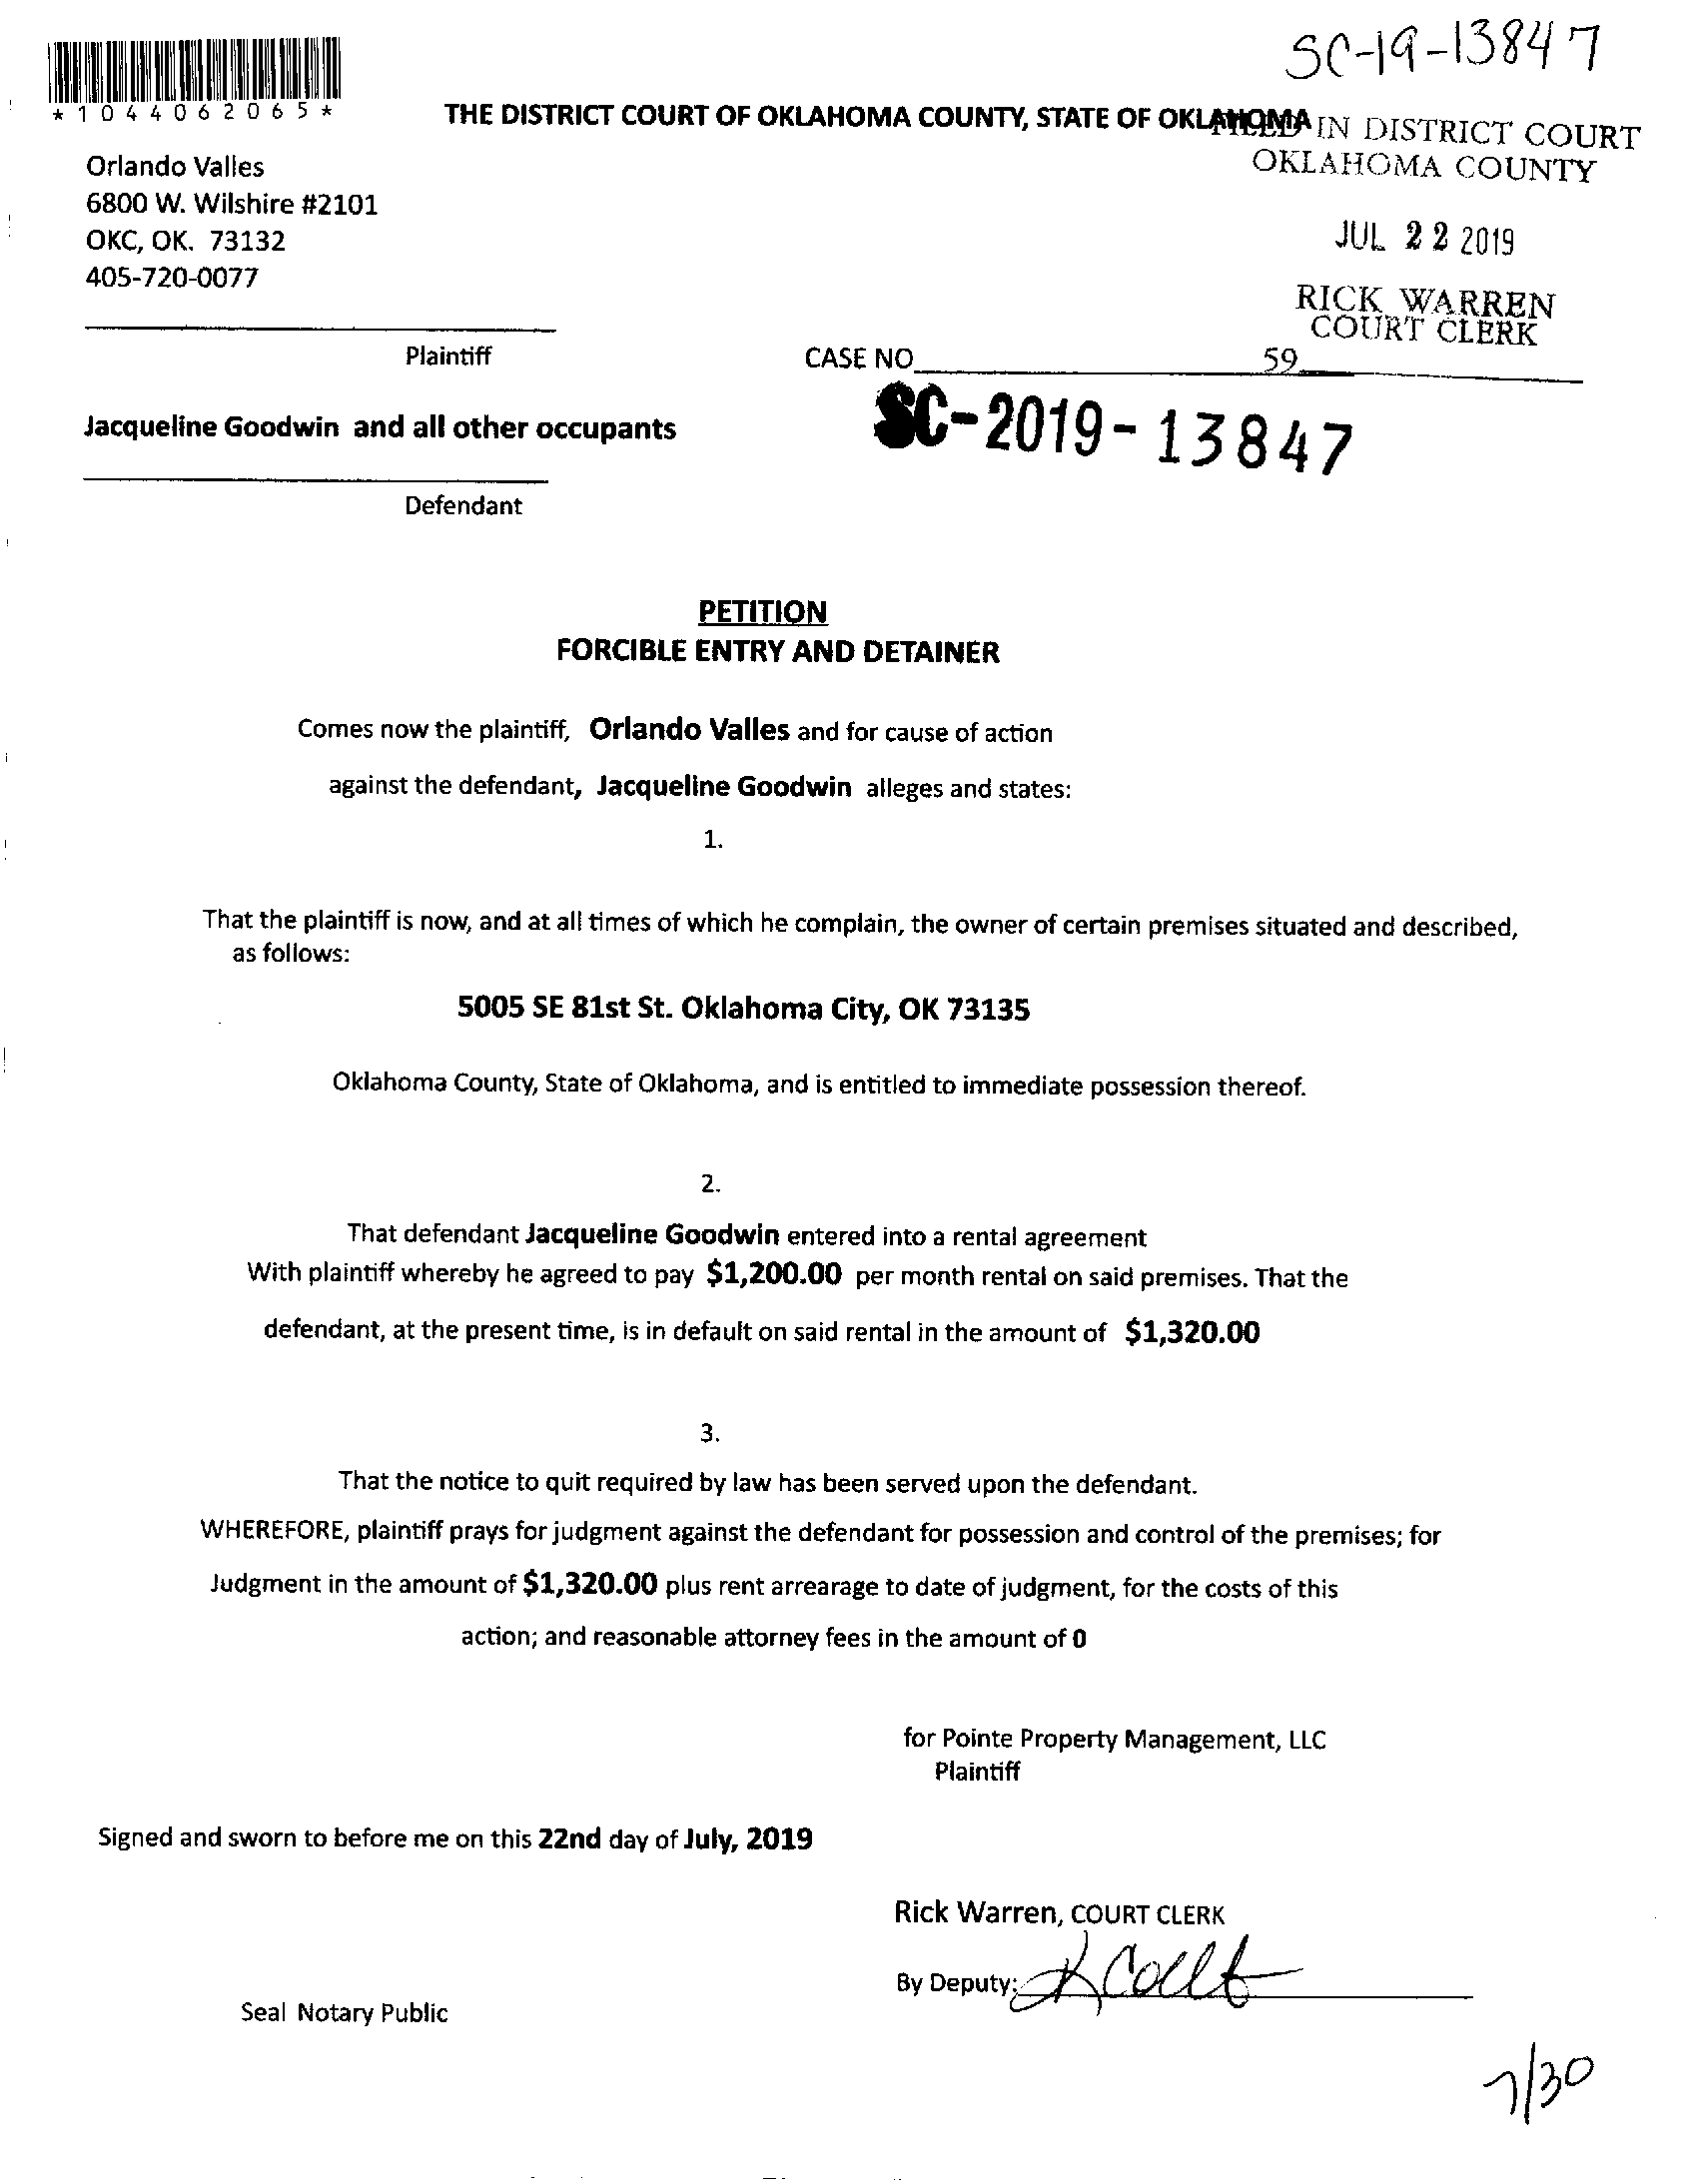 SC-19-13847
*1044062065*
THE DISTRICT COURT OF OKLAHOMA COUNTY, STATE OF OKLAHOMA
FILED IN DISTRICT COURT
OKLAHOMA COUNTY
Orlando Valles
6800 W. Wilshire #2101
OKC, OK. 73132
405-720-0077
JUL 22 2019
RICK WARREN
COURT CLERK
Plaintiff
CASE NO
59
SC-2019-13847
Jacqueline Goodwin and all other occupants
Defendant
PETITION
FORCIBLE ENTRY AND DETAINER
Comes now the plaintiff, Orlando Valles and for cause of action
against the defendant, Jacqueline Goodwin alleges and states:
1.
That the plaintiff is now, and at all times of which he complain, the owner of certain premises situated and described,
as follows:
5005 SE 81st St. Oklahoma City, OK 73135
Oklahoma County, State of Oklahoma, and is entitled to immediate possession thereof.
2.
That defendant Jacqueline Goodwin entered into a rental agreement
With plaintiff whereby he agreed to pay $1,200.00 per month rental on said premises. That the
defendant, at the present time, is in default on said rental in the amount of $1,320.00
3.
That the notice to quit required by law has been served upon the defendant.
WHEREFORE, plaintiff prays for judgment against the defendant for possession and control of the premises; for
Judgment in the amount of $1,320.00 plus rent arrearage to date of judgment, for the costs of this
action; and reasonable attorney fees in the amount of 0
for Pointe Property Management, LLC
Plaintiff
Signed and sworn to before me on this 22nd day of July, 2019
Rick Warren, COURT CLERK
By Deputy:
Seal Notary Public
7/30